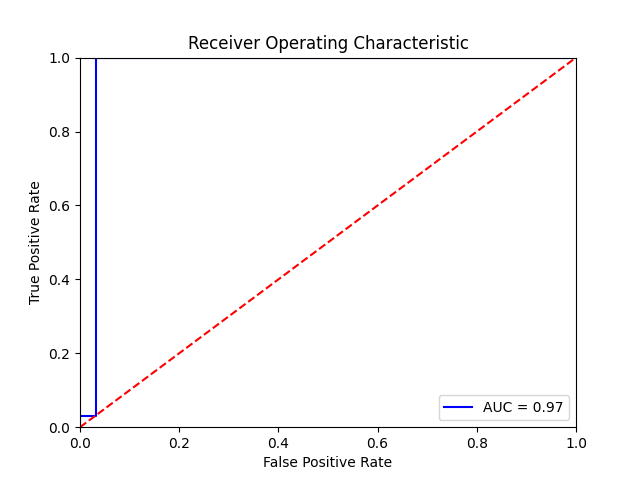 Receiver Operating Characteristic
True Positive Rate
1.0
0.8
0.6
0.4
0.2
0.0
AUC = 0.97
0.0 0.2 0.4 0.6 0.8 1.0
False Positive Rate